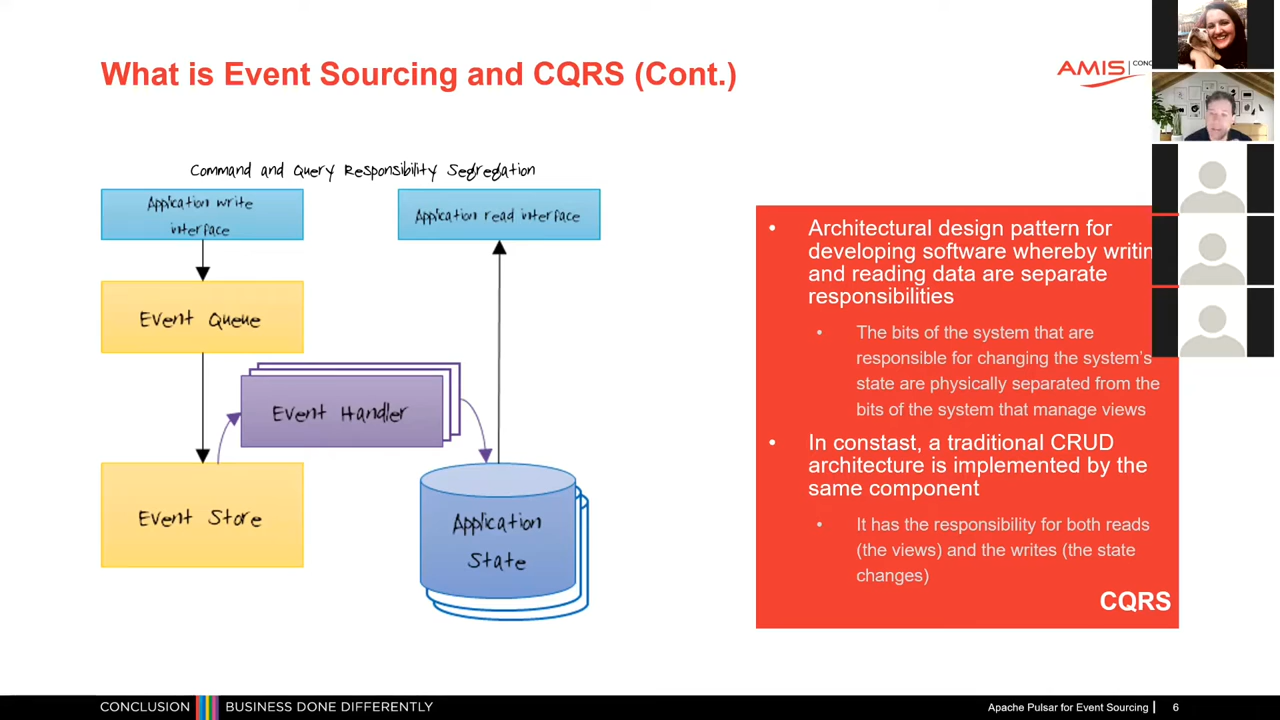 What is Event Sourcing and CQRS (Cont.)
AMIS | CONC
Command and Query Responsibility Segregation
Application write
interface
Application read interface
Event Queue
Event Handler
Event Store
Application
State
• Architectural design pattern for
developing software whereby writin
and reading data are separate
responsibilities
• The bits of the system that are
responsible for changing the system's
state are physically separated from the
bits of the system that manage views
• In constast, a traditional CRUD
architecture is implemented by the
same component
• It has the responsibility for both reads
(the views) and the writes (the state
changes)
CQRS
CONCLUSION BUSINESS DONE DIFFERENTLY
Apache Pulsar for Event Sourcing | 6